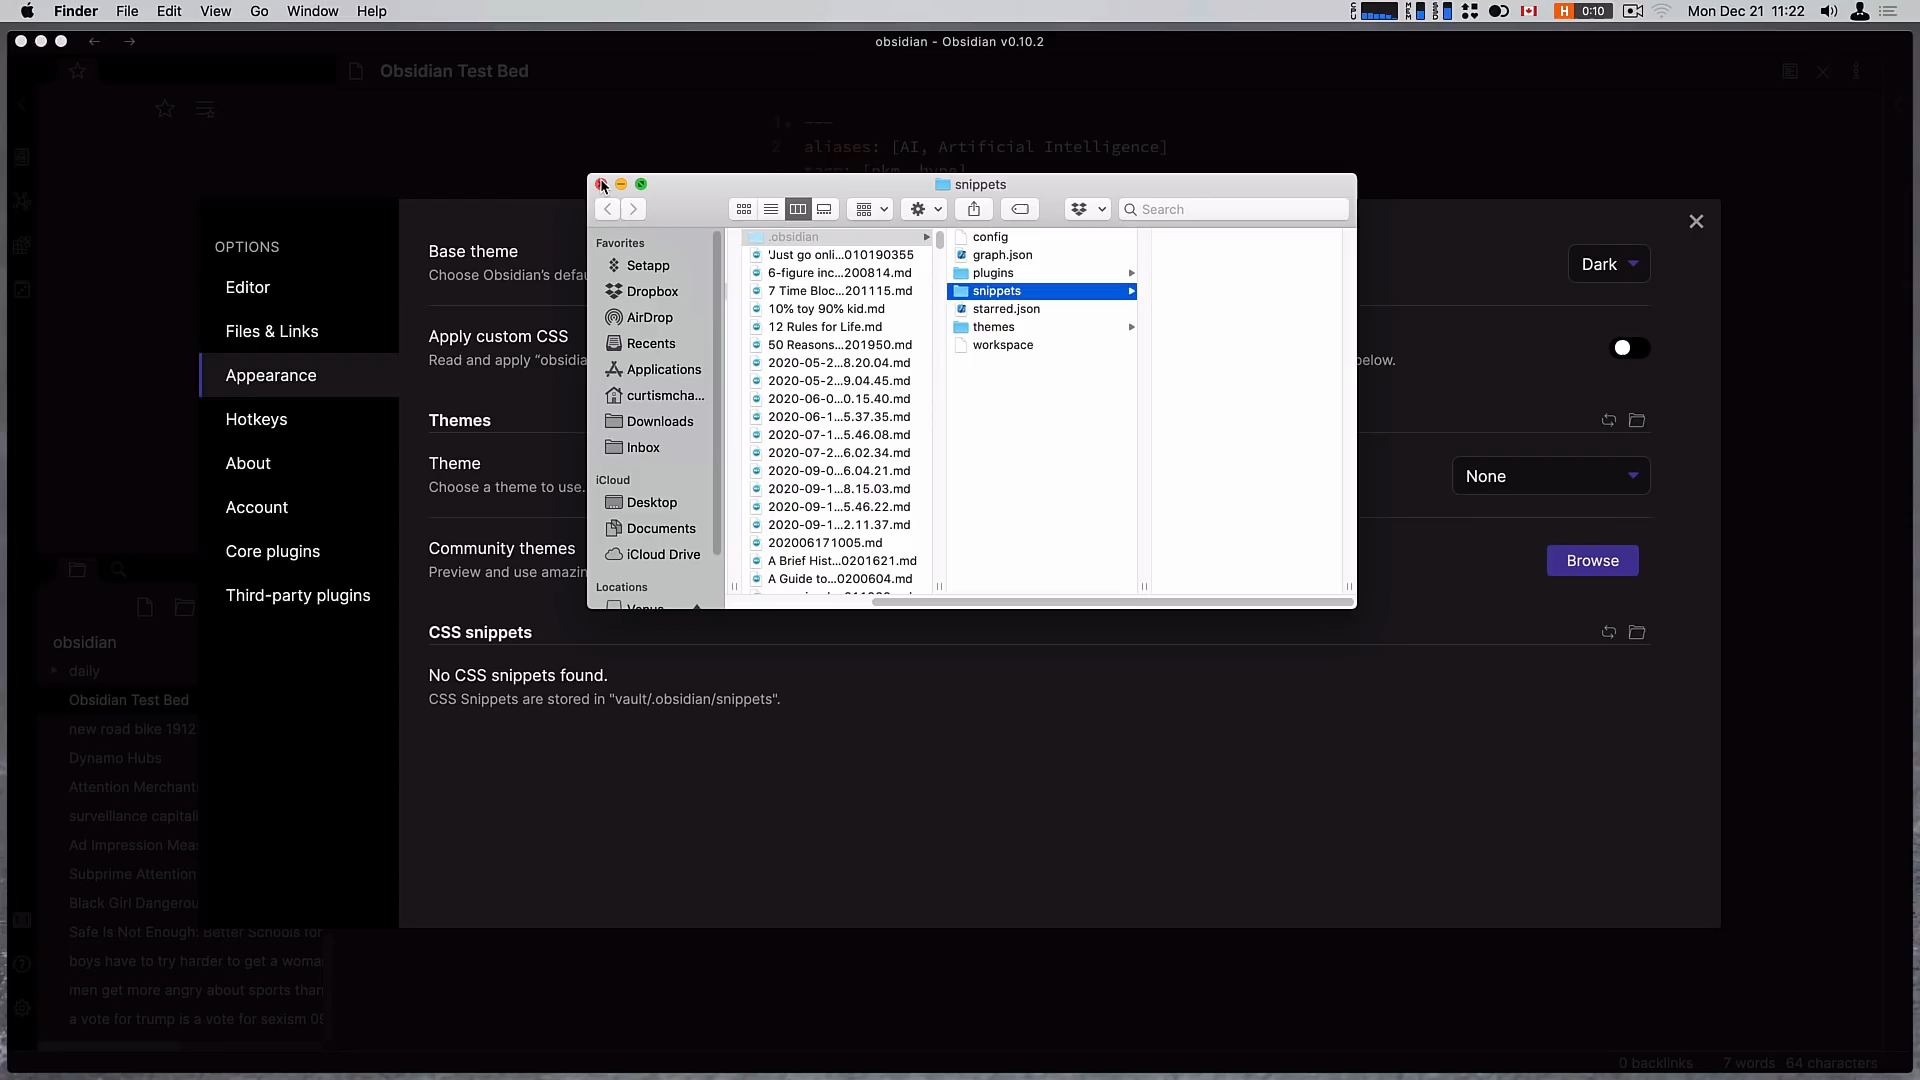 Finder File Edit View Go Window Help
H 0:10 Mon Dec 21 11:22
obsidian - Obsidian v0.10.2
Obsidian Test Bed
1
---
2 aliases: [AI, Artificial Intelligence]
snippets
Search
Favorites
Setapp
Dropbox
AirDrop
Recents
Applications
curtismcha...
Downloads
Inbox
iCloud
Desktop
Documents
iCloud Drive
Locations
Venus
.obsidian
'Just go onli...010190355
6-figure inc...200814.md
7 Time Bloc...201115.md
10% toy 90% kid.md
12 Rules for Life.md
50 Reasons...201950.md
2020-05-2...8.20.04.md
2020-05-2...9.04.45.md
2020-06-0...0.15.40.md
2020-06-1...5.37.35.md
2020-07-1...5.46.08.md
2020-07-2...6.02.34.md
2020-09-0...6.04.21.md
2020-09-1...8.15.03.md
2020-09-1...5.46.22.md
2020-09-1...2.11.37.md
202006171005.md
A Brief Hist...0201621.md
A Guide to...0200604.md
config
graph.json
plugins
snippets
starred.json
themes
workspace
OPTIONS
Editor
Files & Links
Appearance
Hotkeys
About
Account
Core plugins
Third-party plugins
Base theme
Choose Obsidian's defau
Dark
Apply custom CSS
Read and apply "obsidia
below.
Themes
Theme
Choose a theme to use.
None
Community themes
Preview and use amazin
Browse
CSS snippets
No CSS snippets found.
CSS Snippets are stored in "vault/.obsidian/snippets".
obsidian
daily
Obsidian Test Bed
new road bike 1912
Dynamo Hubs
Attention Merchant
surveillance capital
Ad Impression Mea
Subprime Attention
Black Girl Dangerou
Safe Is Not Enough: Better Schools for
boys have to try harder to get a woma
men get more angry about sports than
a vote for trump is a vote for sexism
0 backlinks 7 words 64 characters